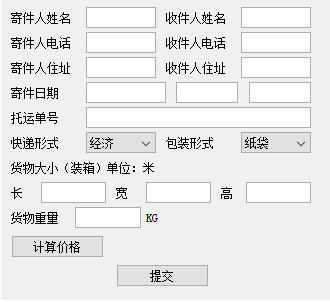 寄件人姓名 收件人姓名
寄件人电话 收件人电话
寄件人住址 收件人住址
寄件日期
托运单号
快递形式 经济 包装形式 纸袋
货物大小（装箱）单位：米
长 宽 高
货物重量 KG
计算价格
提交